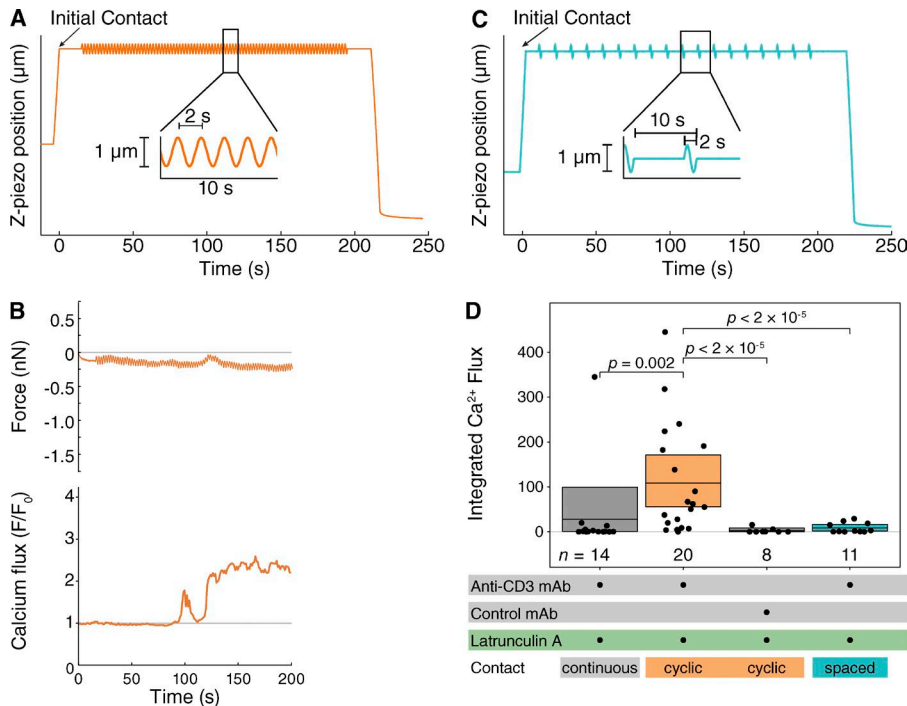 A
Initial Contact
Z-piezo position (μm)
2 s
1 μm
10 s
0 50 100 150 200 250
Time (s)
C
Initial Contact
Z-piezo position (μm)
10 s
2 s
1 μm
0 50 100 150 200 250
Time (s)
B
Force (nN)
0.5
0
-0.5
-1.0
-1.5
Calcium flux (F/F0)
4
3
2
1
0
0 50 100 150 200
Time (s)
D
Integrated Ca2+ Flux
400
300
200
100
0
p < 2 × 10-5
p < 2 × 10-5
p = 0.002
n = 14 20 8 11
Anti-CD3 mAb
Control mAb
Latrunculin A
Contact continuous cyclic cyclic spaced